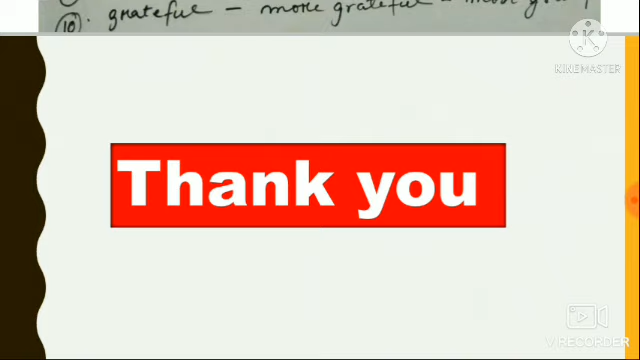 (10). grateful – more grateful –
KINEMASTER
Thank you
V RECORDER